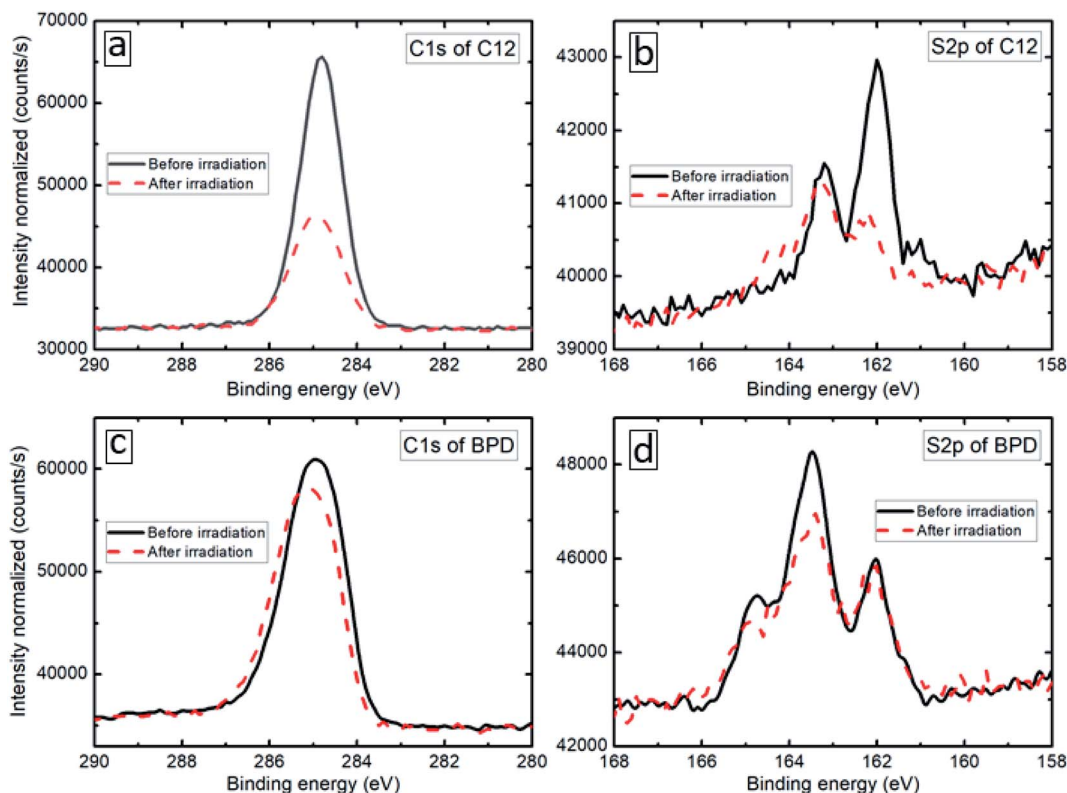 a
C1s of C12
Before irradiation
After irradiation
Intensity normalized (counts/s)
70000
60000
50000
40000
30000
290 288 286 284 282 280
Binding energy (eV)
b
S2p of C12
Before irradiation
After irradiation
43000
42000
41000
40000
39000
168 166 164 162 160 158
Binding energy (eV)
c
C1s of BPD
Before irradiation
After irradiation
Intensity normalized (counts/s)
60000
50000
40000
290 288 286 284 282 280
Binding energy (eV)
d
S2p of BPD
Before irradiation
After irradiation
48000
46000
44000
42000
168 166 164 162 160 158
Binding energy (eV)